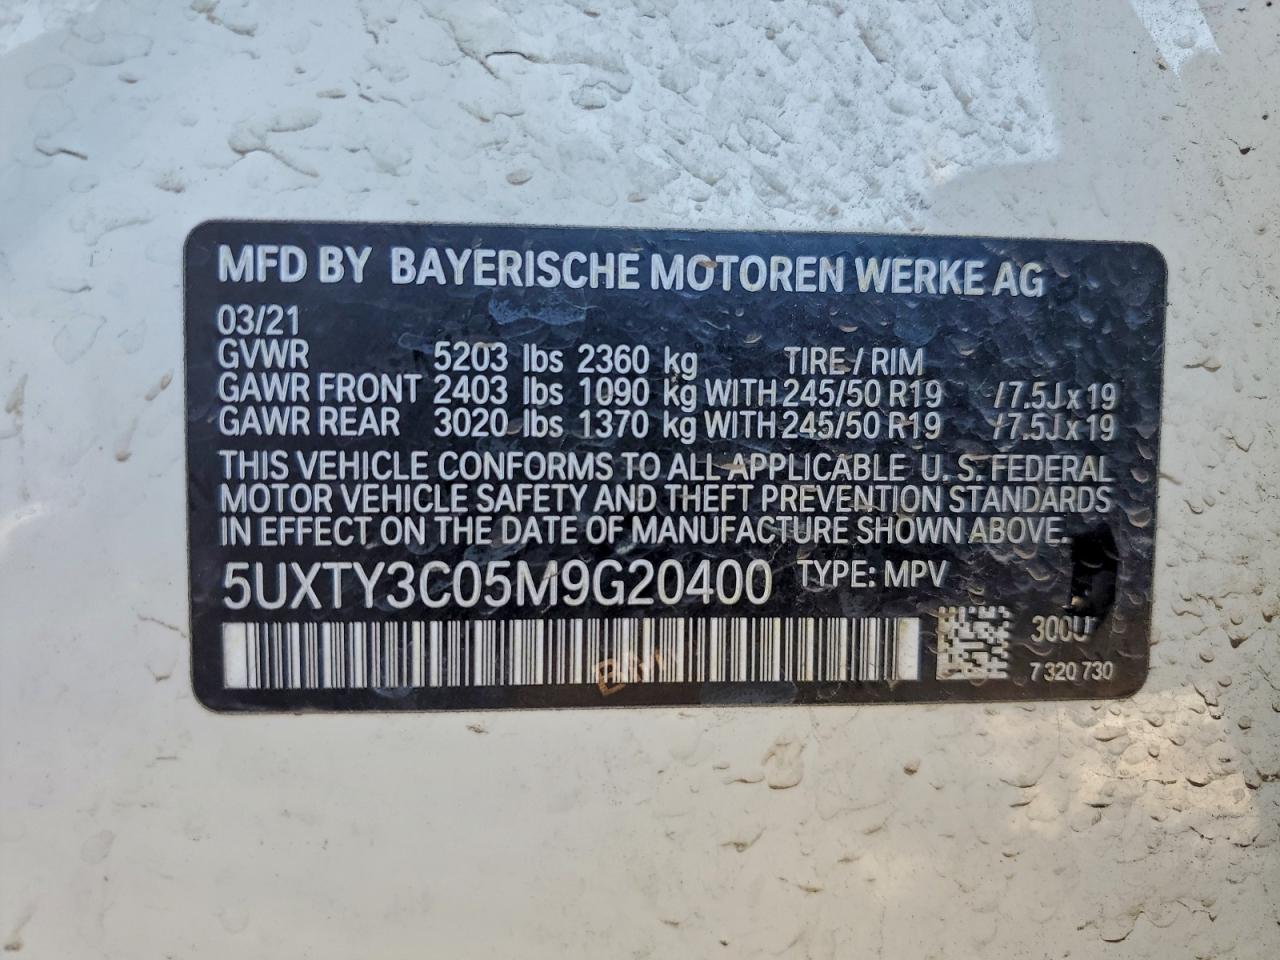 MFD BY BAYERISCHE MOTOREN WERKE AG
03/21
GVWR 5203 lbs 2360 kg TIRE / RIM
GAWR FRONT 2403 lbs 1090 kg WITH 245/50 R19 /7.5J x 19
GAWR REAR 3020 lbs 1370 kg WITH 245/50 R19 /7.5J x 19
THIS VEHICLE CONFORMS TO ALL APPLICABLE U. S. FEDERAL
MOTOR VEHICLE SAFETY AND THEFT PREVENTION STANDARDS
IN EFFECT ON THE DATE OF MANUFACTURE SHOWN ABOVE.
5UXTY3C05M9G20400 TYPE: MPV
300U
7 320 730